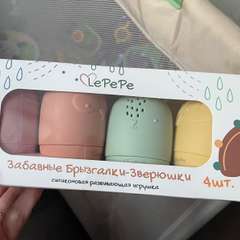 LePePe
Забавные Брызгалки-Зверюшки
силиконовая развивающая игрушка
4шт.